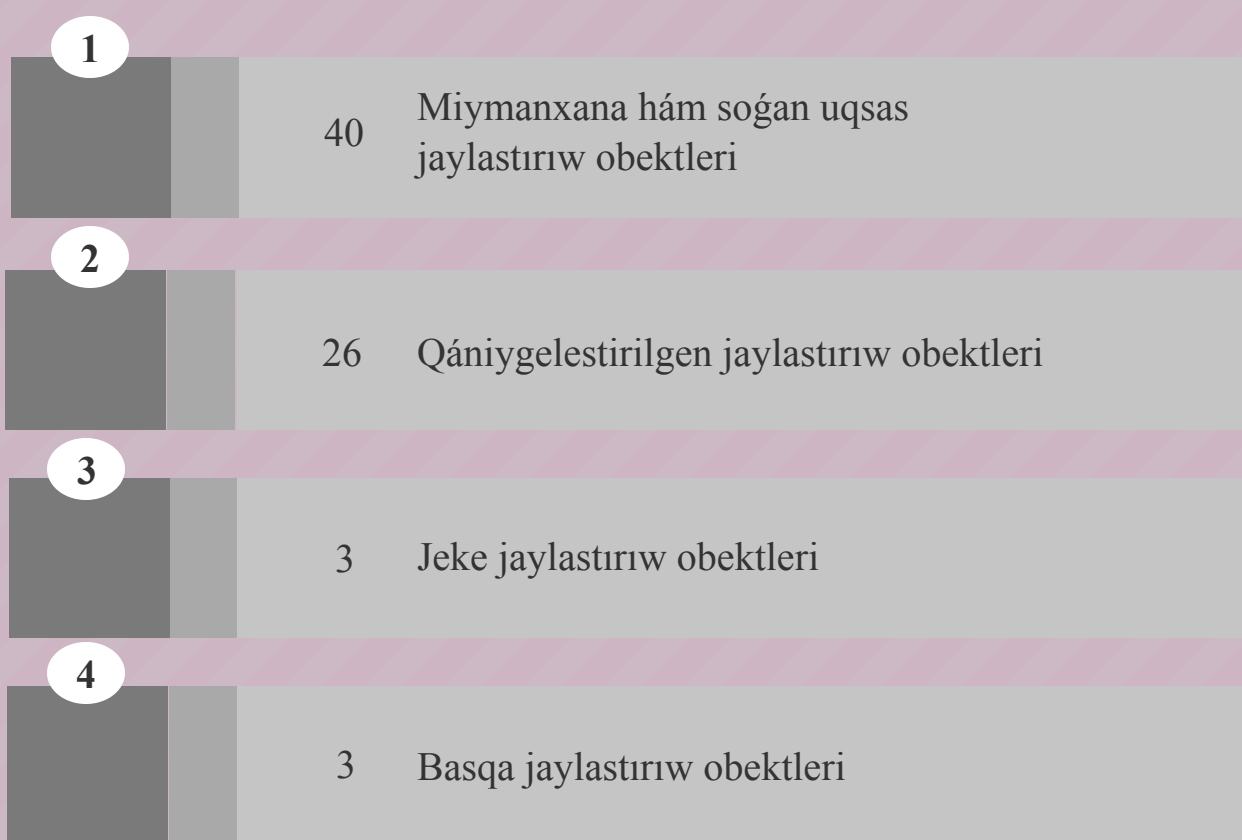 1
40
Miymanxana hám soǵan uqsas
jaylastırıw obektleri
2
26 Qániygelestirilgen jaylastırıw obektleri
3
3 Jeke jaylastırıw obektleri
4
3 Basqa jaylastırıw obektleri